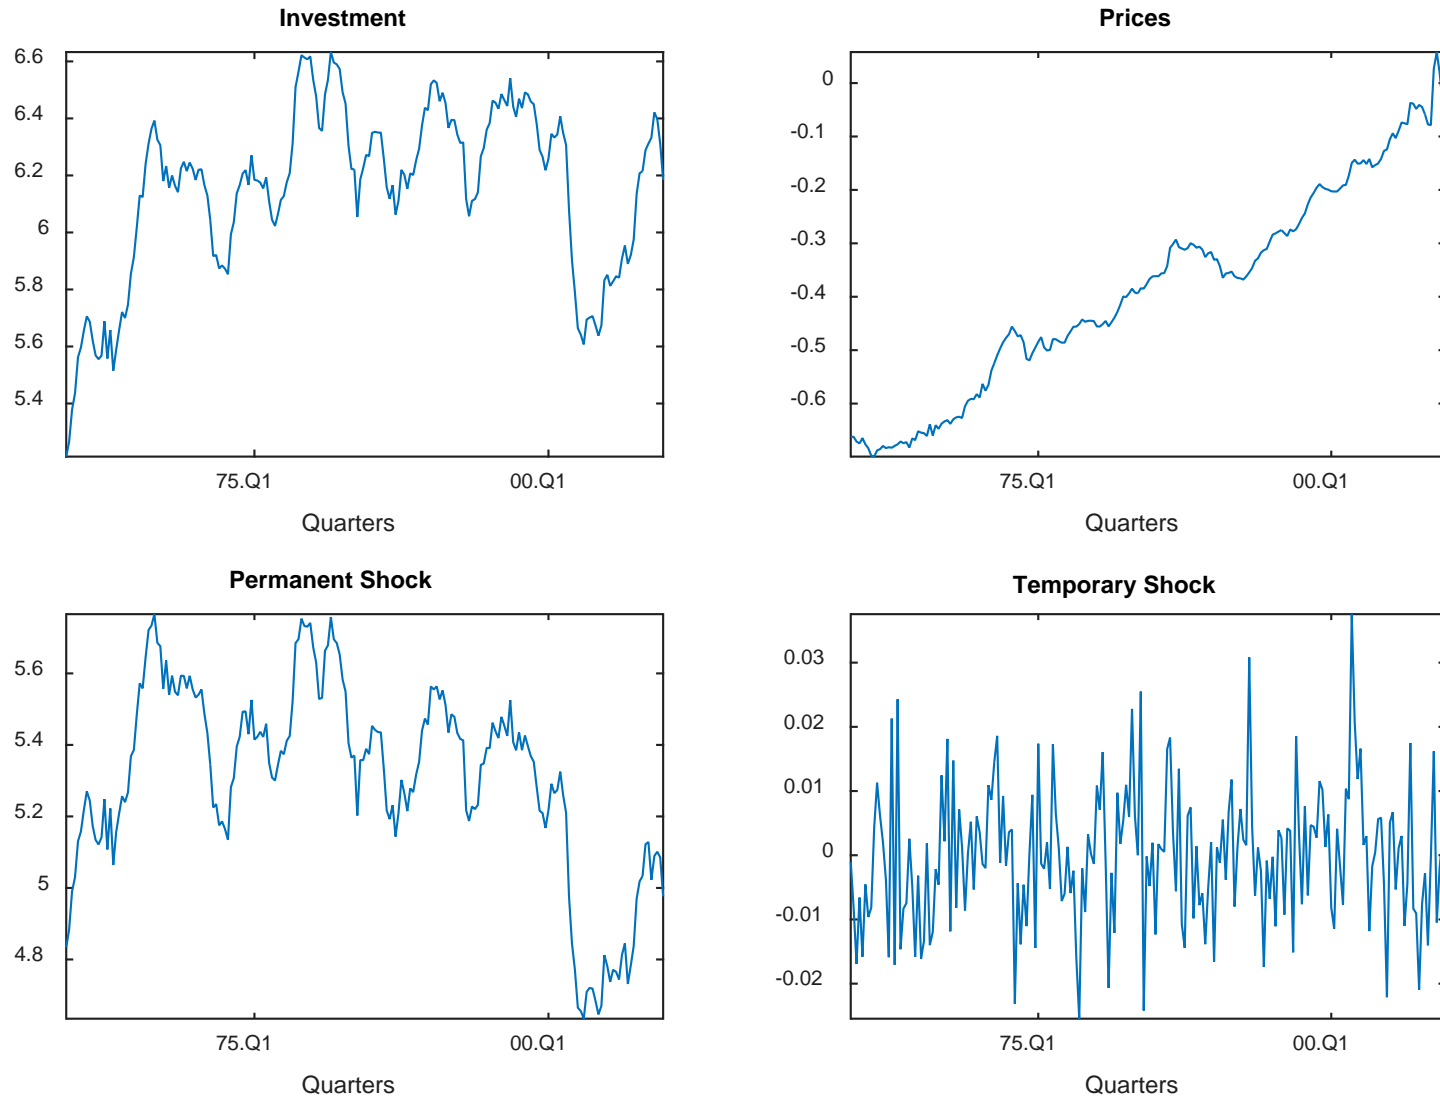 Investment
6.6
6.4
6.2
6
5.8
5.6
5.4
75.Q1 00.Q1
Quarters
Prices
0
-0.1
-0.2
-0.3
-0.4
-0.5
-0.6
75.Q1 00.Q1
Quarters
Permanent Shock
5.6
5.4
5.2
5
4.8
75.Q1 00.Q1
Quarters
Temporary Shock
0.03
0.02
0.01
0
-0.01
-0.02
75.Q1 00.Q1
Quarters